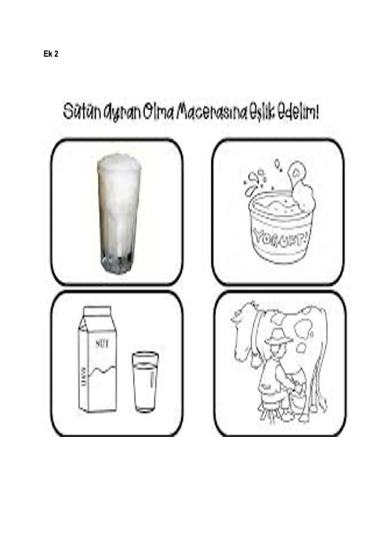 Ek 2
Sütün Ayran Olma Macerasına Eşlik Edelim!
YOGURT
SÜT